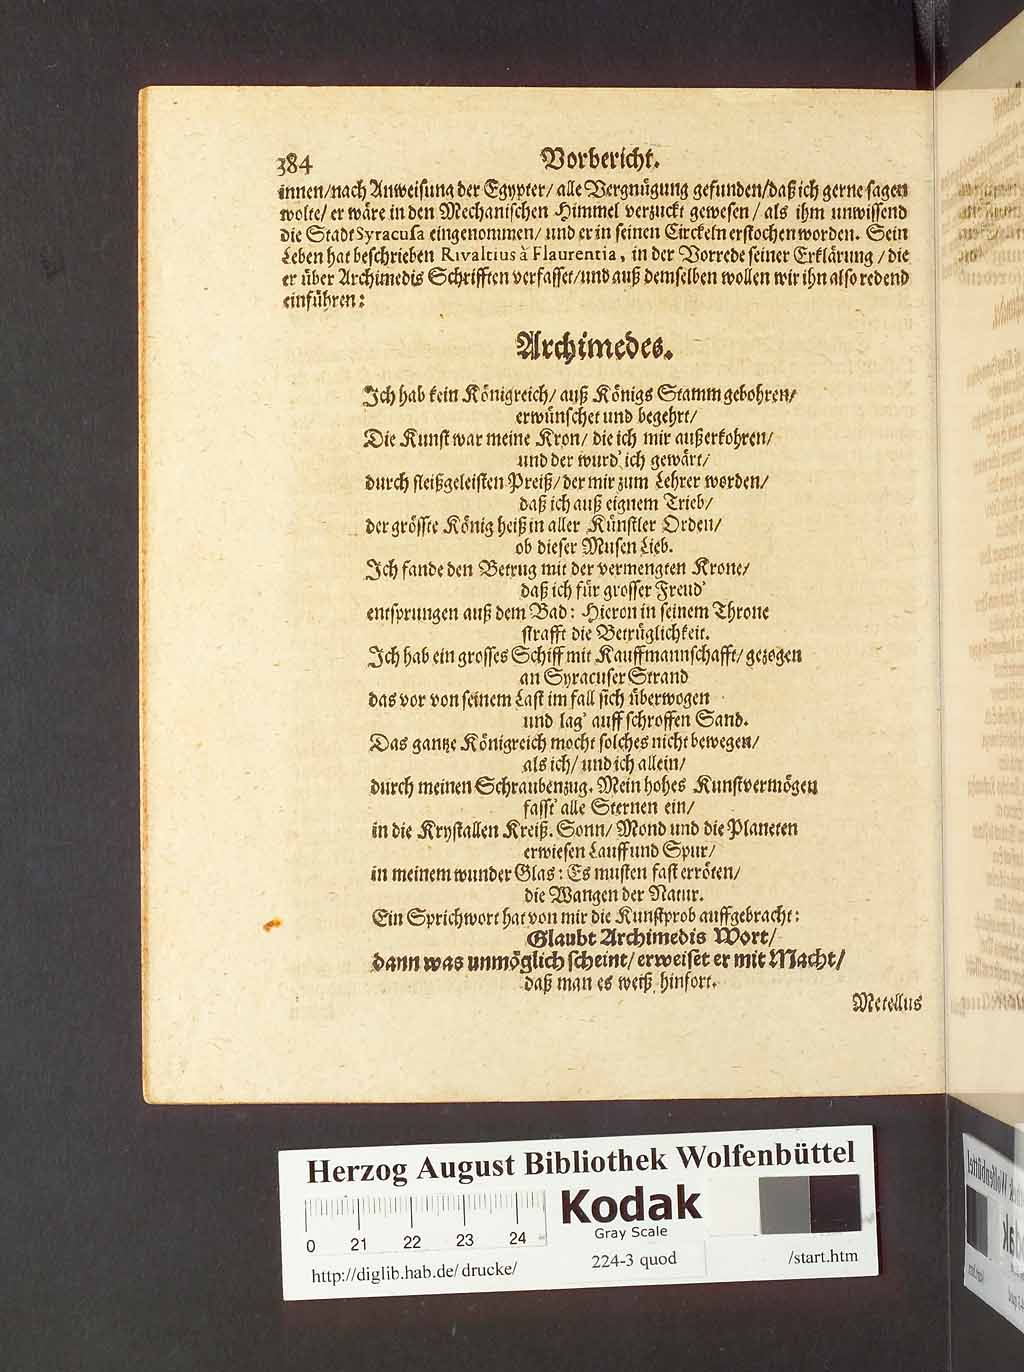 384 Vorbericht.
innen/nach Anweisung der Egypter/ alle Vergnügung gefunden/daß ich gerne sagen
wolte/ er wäre in den Mechanischen Himmel verzuckt gewesen/ als ihm unwissend
die Stadt Syracusa eingenommen/ und er in seinen Circkeln erstochen worden. Sein
Leben hat beschrieben Rivaltius à Flaurentia, in der Vorrede seiner Erklärung/ die
er über Archimedis Schrifften verfasset/und auß demselben wollen wir ihn also redend
einführen:
Archimedes.
Ich hab kein Königreich/ auß Königs Stamm gebohren/
erwünschet und begehrt/
Die Kunst war meine Kron/ die ich mir außerkohren/
und der wurd' ich gewärt/
durch fleißgeleisten Preiß/ der mir zum Lehrer worden/
daß ich auß eignem Trieb/
der gröste König heiß in aller Künstler Orden/
ob dieser Musen Lieb.
Ich fande den Betrug mit der vermengten Krone/
daß ich für grosser Freud'
entsprungen auß dem Bad: Hieron in seinem Throne
strafft die Betrüglichkeit.
Ich hab ein grosses Schiff mit Kauffmannschafft/ gezogen
an Syracuser Strand
das vor von seinem Last im fall sich überwogen
und lag' auff schroffen Sand.
Das gantze Königreich mocht solches nicht bewegen/
als ich/ und ich allein/
durch meinen Schraubenzug. Mein hohes Kunstvermögen
fasst' alle Sternen ein/
in die Krystallen Kreiß. Sonn/ Mond und die Planeten
erwiesen Lauff und Spur/
in meinem wunder Glas: Es musten fast erröten/
die Wangen der Natur.
Ein Sprichwort hat von mir die Kunstprob auffgebracht:
Glaubt Archimedis Wort/
dann was unmöglich scheint/ erweiset er mit Macht/
daß man es weiß hinfort.
Metellus
Herzog August Bibliothek Wolfenbüttel
Kodak
Gray Scale
0 21 22 23 24
http://diglib.hab.de/drucke/ 224-3 quod /start.htm